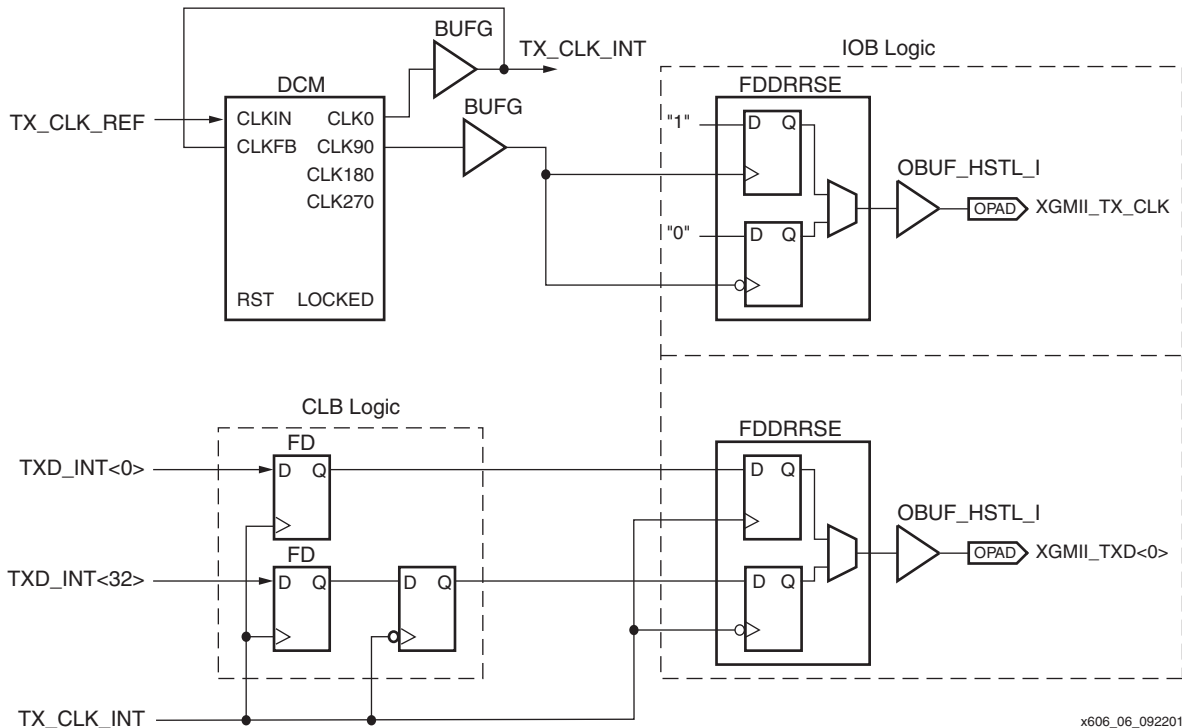 BUFG
TX_CLK_INT
IOB Logic
DCM
BUFG
FDDRRSE
TX_CLK_REF
CLKIN CLK0
CLKFB CLK90
CLK180
CLK270
RST LOCKED
"1"
D Q
"0"
D Q
OBUF_HSTL_I
OPAD
XGMII_TX_CLK
CLB Logic
FD
FDDRRSE
TXD_INT<0>
D Q
D Q
FD
TXD_INT<32>
D Q
D Q
D Q
OBUF_HSTL_I
OPAD
XGMII_TXD<0>
TX_CLK_INT
x606_06_092201